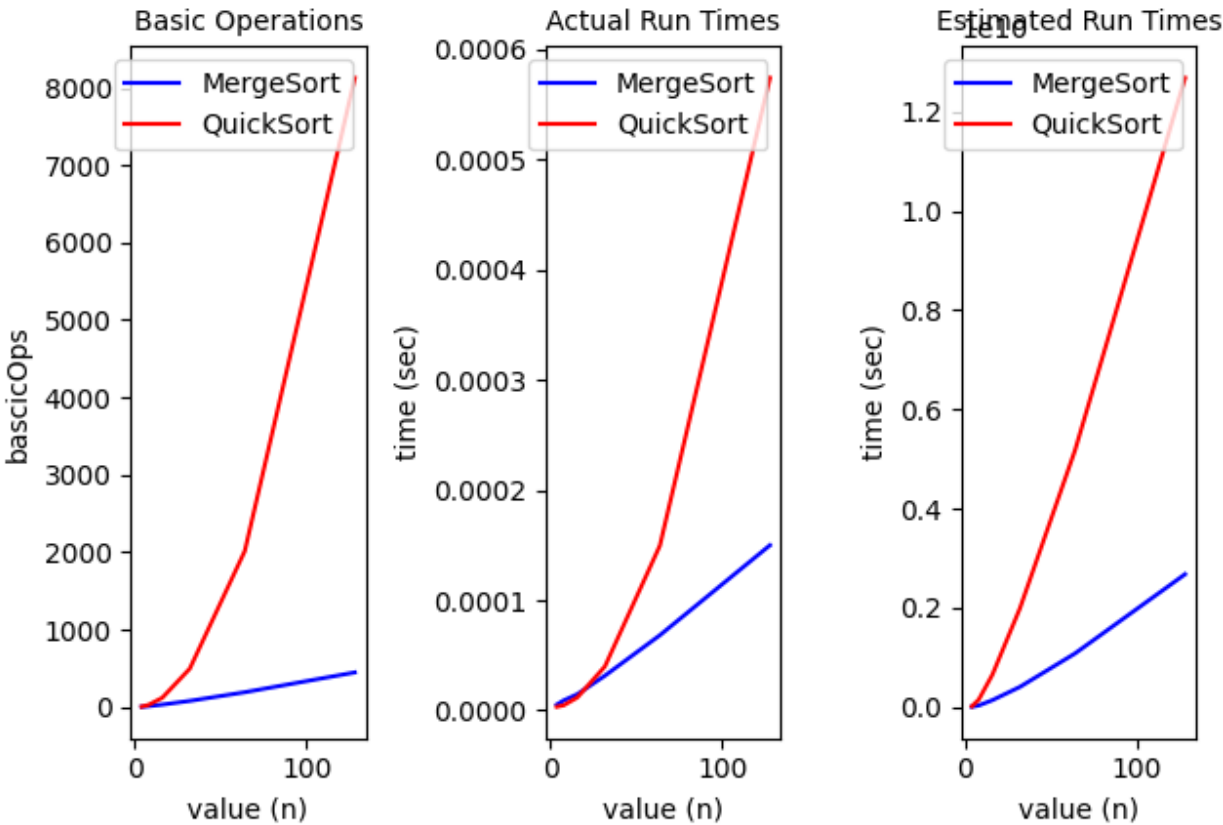 Basic Operations
8000
7000
6000
5000
4000
3000
2000
1000
0
bascicOps
0
100
value (n)
MergeSort
QuickSort
Actual Run Times
0.0006
0.0005
0.0004
0.0003
0.0002
0.0001
0.0000
time (sec)
0
100
value (n)
MergeSort
QuickSort
Estimated Run Times
1e10
1.2
1.0
0.8
0.6
0.4
0.2
0.0
time (sec)
0
100
value (n)
MergeSort
QuickSort